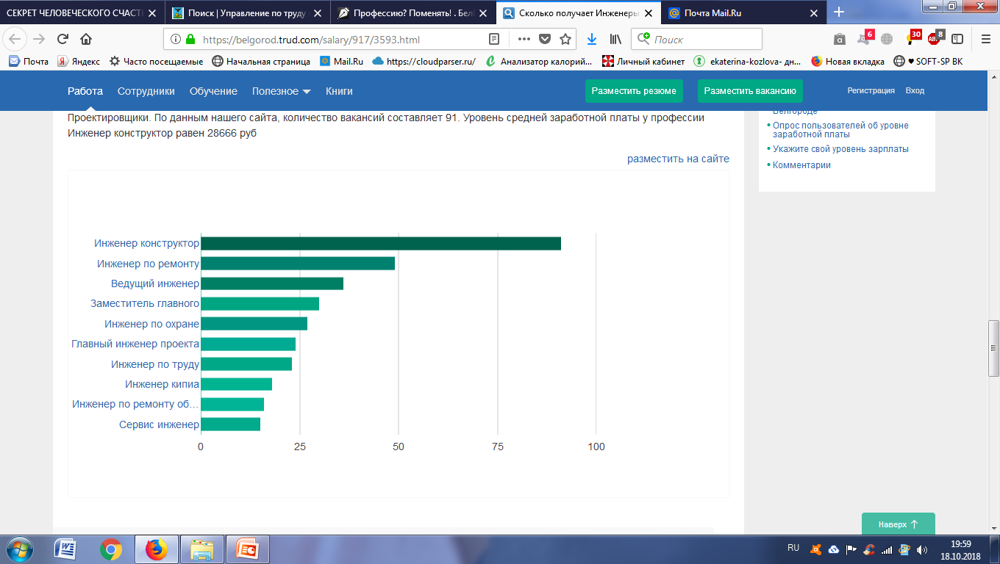 СЕКРЕТ ЧЕЛОВЕЧЕСКОГО СЧАСТ
Поиск | Управление по труду
Профессию? Поменять! . Бел
Сколько получает Инженеры
Почта Mail.Ru
https://belgorod.trud.com/salary/917/3593.html
Поиск
6
30
8
Почта
Яндекс
Часто посещаемые
Начальная страница
Mail.Ru
https://cloudparser.ru/
Анализатор калорий...
Личный кабинет
ekaterina-kozlova- дн...
Новая вкладка
♥ SOFT-SP ВК
Работа
Сотрудники
Обучение
Полезное
Книги
Разместить резюме
Разместить вакансию
Регистрация
Вход
Проектировщики. По данным нашего сайта, количество вакансий составляет 91. Уровень средней заработной платы у профессии
Инженер конструктор равен 28666 руб
разместить на сайте
Белгороде
Опрос пользователей об уровне
заработной платы
Укажите свой уровень зарплаты
Комментарии
Инженер конструктор
Инженер по ремонту
Ведущий инженер
Заместитель главного
Инженер по охране
Главный инженер проекта
Инженер по труду
Инженер кипиа
Инженер по ремонту об...
Сервис инженер
0 25 50 75 100
Наверх ↑
RU
19:59
18.10.2018